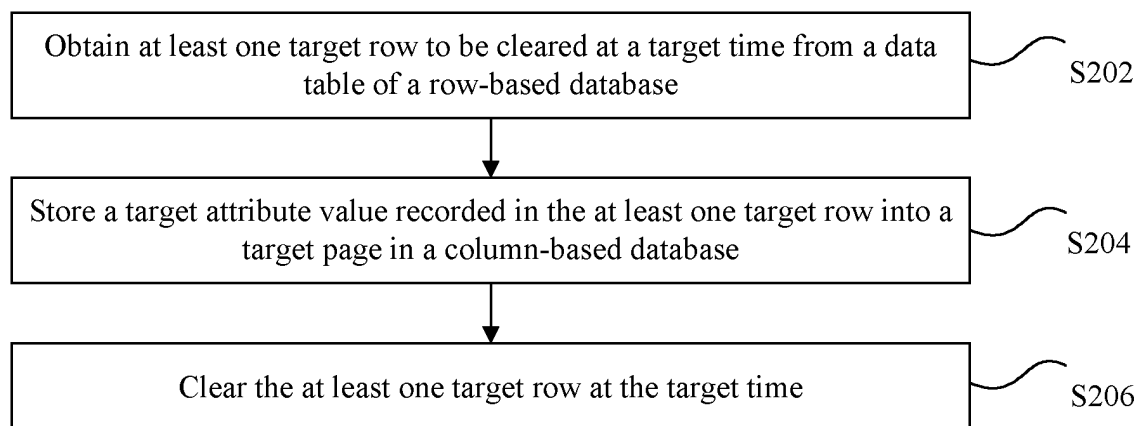 Obtain at least one target row to be cleared at a target time from a data
table of a row-based database
S202
Store a target attribute value recorded in the at least one target row into a
target page in a column-based database
S204
Clear the at least one target row at the target time
S206